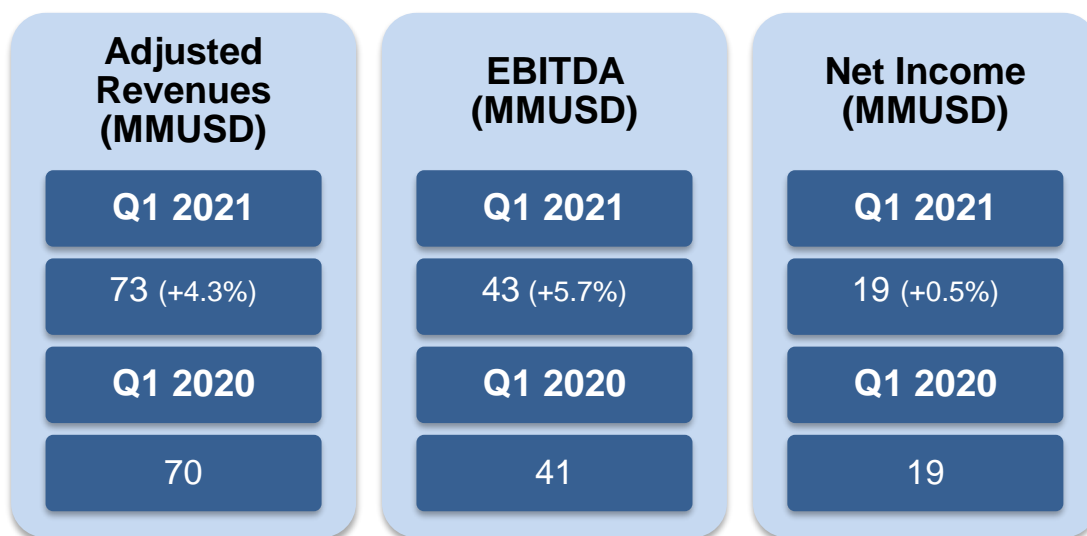 Adjusted
Revenues
(MMUSD)
Q1 2021
73 (+4.3%)
Q1 2020
70
EBITDA
(MMUSD)
Q1 2021
43 (+5.7%)
Q1 2020
41
Net Income
(MMUSD)
Q1 2021
19 (+0.5%)
Q1 2020
19